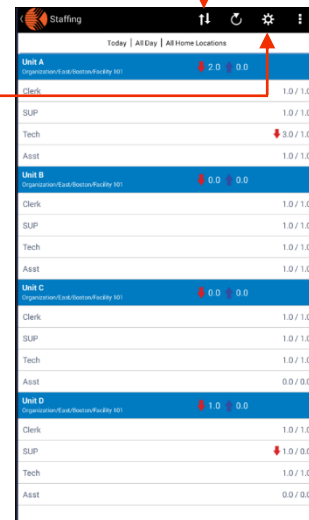 Staffing
Today | All Day | All Home Locations
Unit A 2.0 0.0
Organization/East/Boston/Facility 101
Clerk 1.0 / 1.0
SUP 1.0 / 1.0
Tech 3.0 / 1.0
Asst 1.0 / 1.0
Unit B 0.0 0.0
Organization/East/Boston/Facility 101
Clerk 1.0 / 1.0
SUP 1.0 / 1.0
Tech 1.0 / 1.0
Asst 1.0 / 1.0
Unit C 0.0 0.0
Organization/East/Boston/Facility 101
Clerk 1.0 / 1.0
SUP 1.0 / 1.0
Tech 1.0 / 1.0
Asst 0.0 / 0.0
Unit D 1.0 0.0
Organization/East/Boston/Facility 101
Clerk 1.0 / 1.0
SUP 1.0 / 0.0
Tech 1.0 / 1.0
Asst 0.0 / 0.0